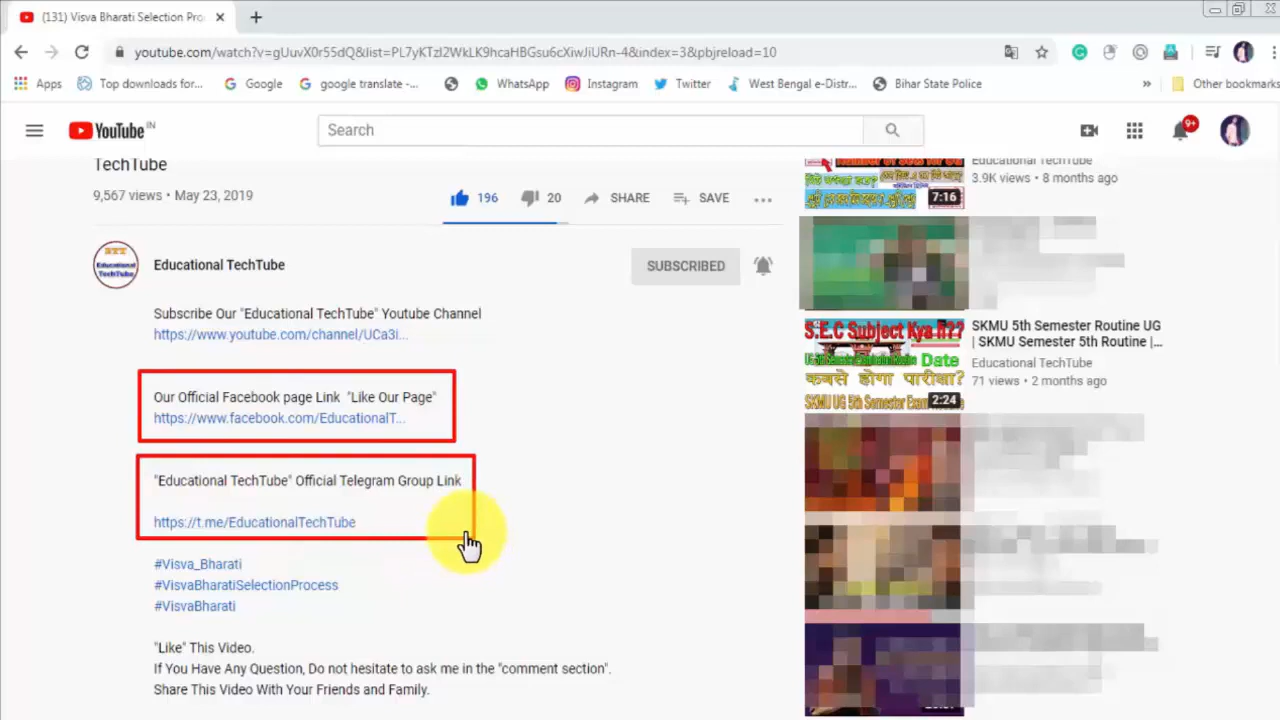 (131) Visva Bharati Selection Pro
youtube.com/watch?v=gUuvX0r55dQ&list=PL7yKTzl2WkLK9hcaHBGsu6cXiwJiURn-4&index=3&pbjreload=10
Apps
Top downloads for...
Google
google translate -...
WhatsApp
Instagram
Twitter
West Bengal e-Distr...
Bihar State Police
»
Other bookmarks
YouTube IN
Search
9+
TechTube
9,567 views • May 23, 2019
196
20
SHARE
SAVE
Educational TechTube
SUBSCRIBED
Subscribe Our "Educational TechTube" Youtube Channel
https://www.youtube.com/channel/UCa3i...
Our Official Facebook page Link "Like Our Page"
https://www.facebook.com/EducationalT...
"Educational TechTube" Official Telegram Group Link
https://t.me/EducationalTechTube
#Visva_Bharati
#VisvaBharatiSelectionProcess
#VisvaBharati
"Like" This Video.
If You Have Any Question, Do not hesitate to ask me in the "comment section".
Share This Video With Your Friends and Family.
Educational TechTube
3.9K views • 8 months ago
7:16
S.E.C Subject Kya h??
Date
कबसे होगा परीक्षा?
SKMU UG 5th Semester Exam
2:24
SKMU 5th Semester Routine UG
| SKMU Semester 5th Routine |...
Educational TechTube
71 views • 2 months ago